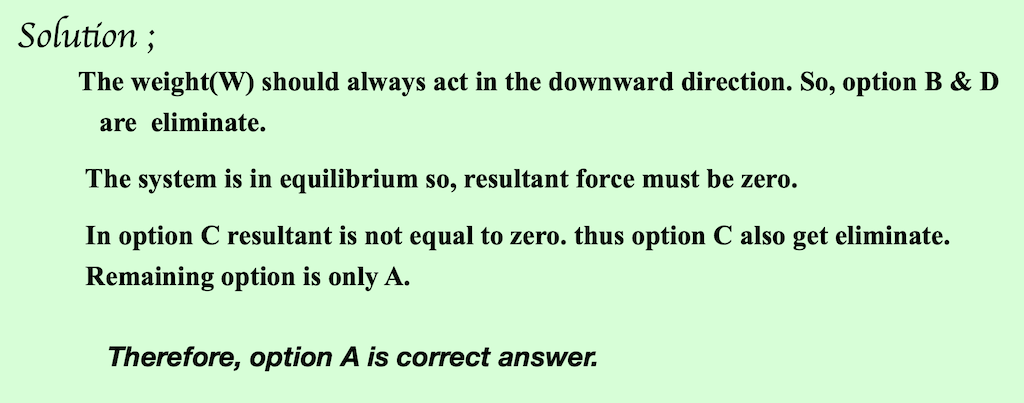 Solution ;
The weight(W) should always act in the downward direction. So, option B & D
are eliminate.
The system is in equilibrium so, resultant force must be zero.
In option C resultant is not equal to zero. thus option C also get eliminate.
Remaining option is only A.
Therefore, option A is correct answer.